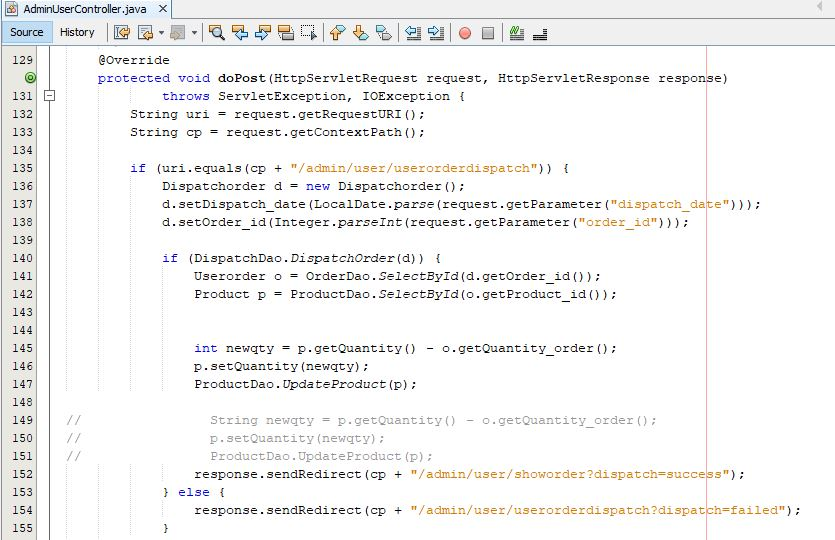 AdminUserController.java
Source History
129 @Override
protected void doPost(HttpServletRequest request, HttpServletResponse response)
131 throws ServletException, IOException {
132 String uri = request.getRequestURI();
133 String cp = request.getContextPath();
134
135 if (uri.equals(cp + "/admin/user/userorderdispatch")) {
136 Dispatchorder d = new Dispatchorder();
137 d.setDispatch_date(LocalDate.parse(request.getParameter("dispatch_date")));
138 d.setOrder_id(Integer.parseInt(request.getParameter("order_id")));
139
140 if (DispatchDao.DispatchOrder(d)) {
141 Userorder o = OrderDao.SelectById(d.getOrder_id());
142 Product p = ProductDao.SelectById(o.getProduct_id());
143
144
145 int newqty = p.getQuantity() - o.getQuantity_order();
146 p.setQuantity(newqty);
147 ProductDao.UpdateProduct(p);
148
149 // String newqty = p.getQuantity() - o.getQuantity_order();
150 // p.setQuantity(newqty);
151 // ProductDao.UpdateProduct(p);
152 response.sendRedirect(cp + "/admin/user/showorder?dispatch=success");
153 } else {
154 response.sendRedirect(cp + "/admin/user/userorderdispatch?dispatch=failed");
155 }